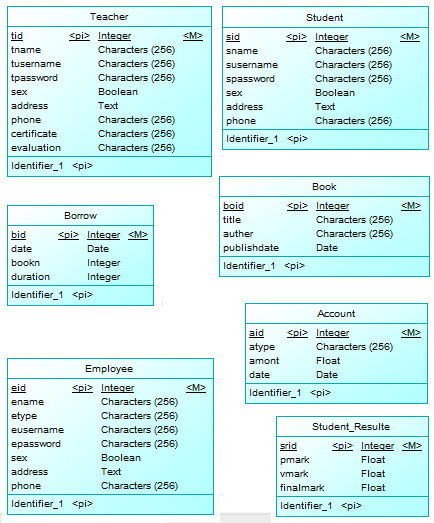 Teacher
tid <pi> Integer <M>
tname Characters (256)
tusername Characters (256)
tpassword Characters (256)
sex Boolean
address Text
phone Characters (256)
certificate Characters (256)
evaluation Characters (256)
Identifier_1 <pi>
Student
sid <pi> Integer <M>
sname Characters (256)
susername Characters (256)
spassword Characters (256)
sex Boolean
address Text
phone Characters (256)
Identifier_1 <pi>
Book
boid <pi> Integer <M>
title Characters (256)
auther Characters (256)
publishdate Date
Identifier_1 <pi>
Borrow
bid <pi> Integer <M>
date Date
bookn Integer
duration Integer
Identifier_1 <pi>
Account
aid <pi> Integer <M>
atype Characters (256)
amont Float
date Date
Identifier_1 <pi>
Employee
eid <pi> Integer <M>
ename Characters (256)
etype Characters (256)
eusername Characters (256)
epassword Characters (256)
sex Boolean
address Text
phone Characters (256)
Identifier_1 <pi>
Student_Resulte
srid <pi> Integer <M>
pmark Float
vmark Float
finalmark Float
Identifier_1 <pi>